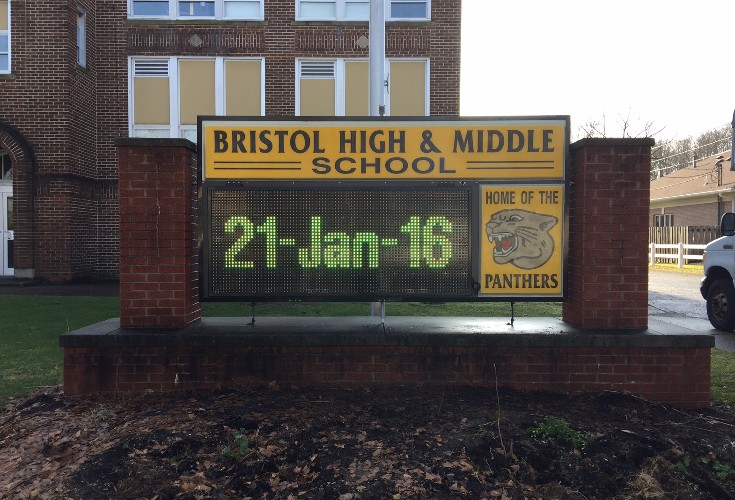 BRISTOL HIGH & MIDDLE
SCHOOL
21-Jan-16
HOME OF THE
PANTHERS